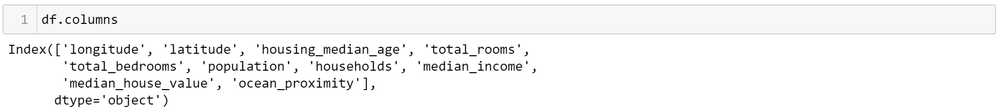 1 df.columns
Index(['longitude', 'latitude', 'housing_median_age', 'total_rooms',
'total_bedrooms', 'population', 'households', 'median_income',
'median_house_value', 'ocean_proximity'],
dtype='object')